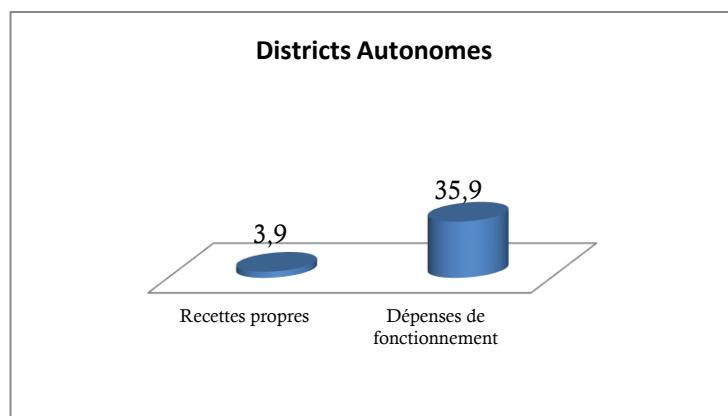 Districts Autonomes
35,9
3,9
Recettes propres
Dépenses de
fonctionnement